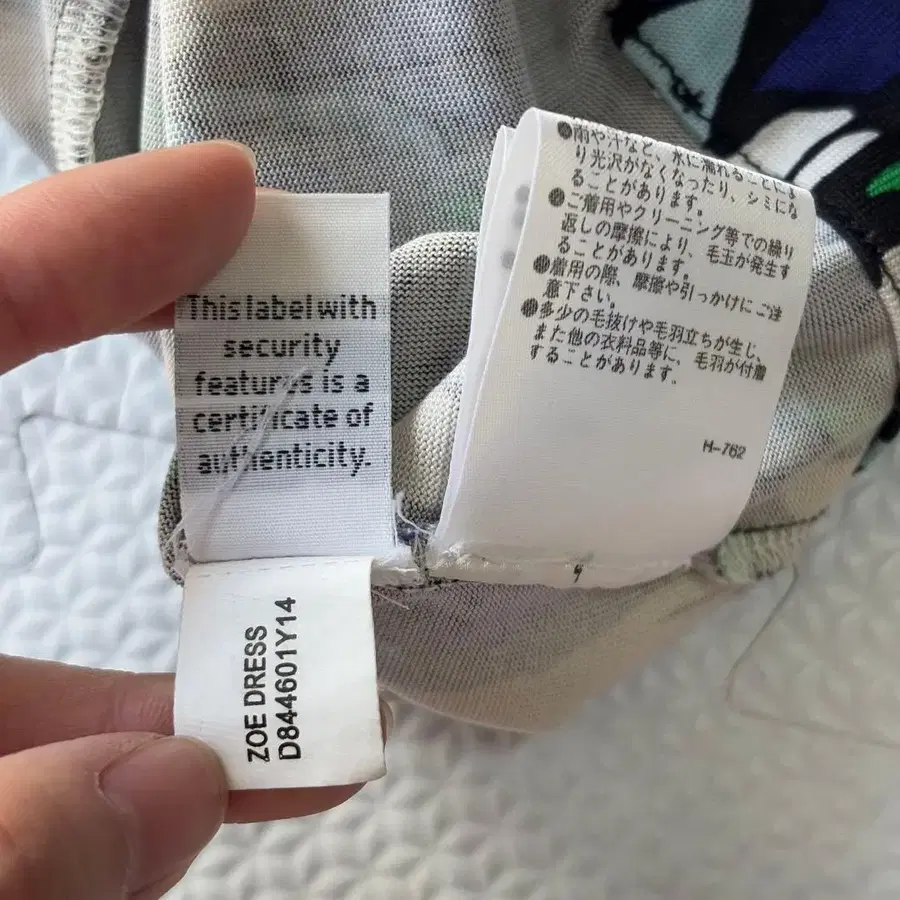 This label with
security
features is a
certificate of
authenticity.
ZOE DRESS
D844601Y14
●雨や汗など、水に濡れることによ
り光沢がなくなったり、シミにな
ることがあります。
●ご着用やクリーニング等での繰り
返しの摩擦により、毛玉が発生す
ることがあります。
●着用の際、摩擦や引っかけにご注
意下さい。
●多少の毛抜けや毛羽立ちが生じ、
また他の衣料品等に、毛羽が付着
することがあります。
H-762